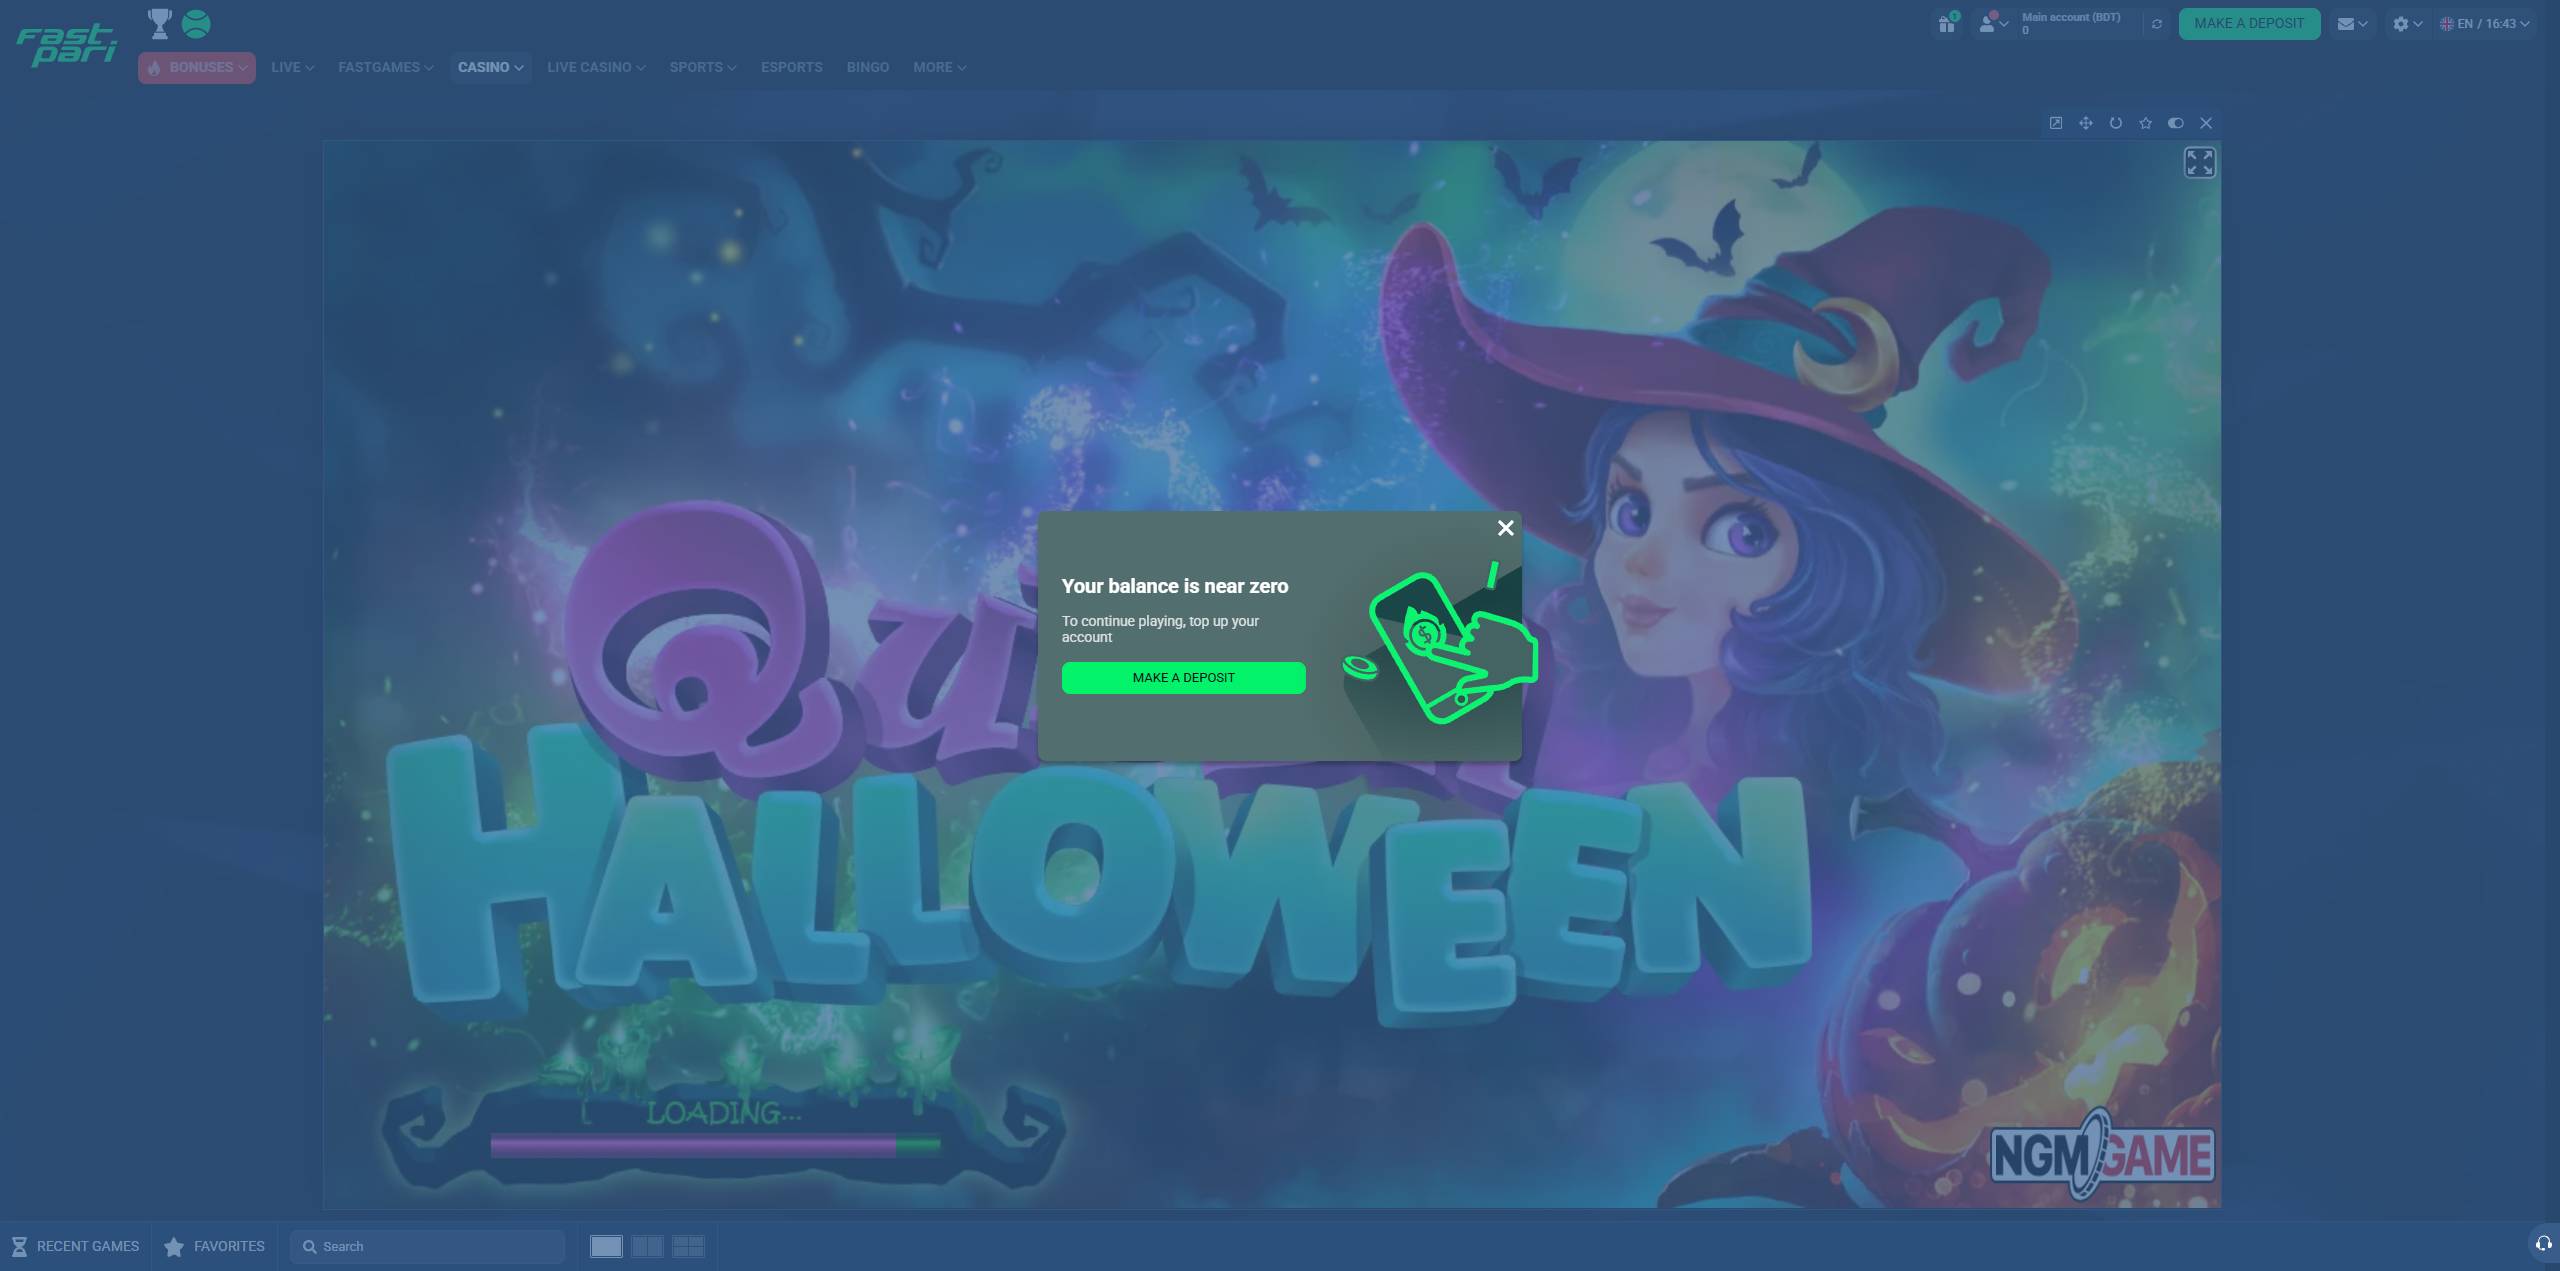 Fast pari
BONUSES
LIVE
FASTGAMES
CASINO
LIVE CASINO
SPORTS
ESPORTS
BINGO
MORE
1
Main account (BDT)
0
MAKE A DEPOSIT
EN / 16:43
Your balance is near zero
To continue playing, top up your
account
MAKE A DEPOSIT
HALLOWEEN
LOADING...
NGM GAME
RECENT GAMES
FAVORITES
Search